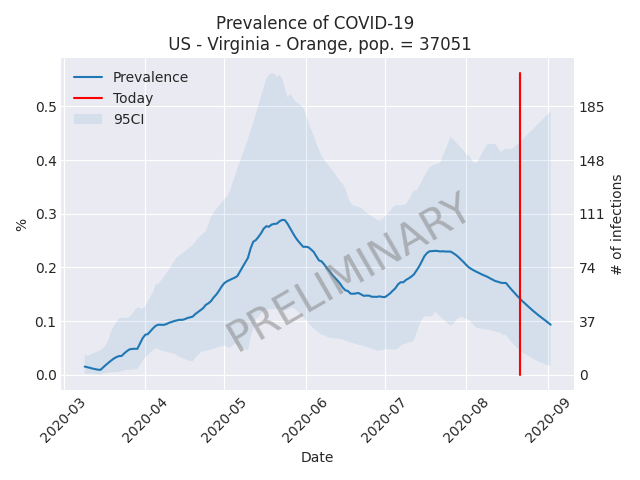 Prevalence of COVID-19
US - Virginia - Orange, pop. = 37051
Prevalence
Today
95CI
PRELIMINARY
%
0.5
0.4
0.3
0.2
0.1
0.0
185
148
111
74
37
0
# of infections
2020-03
2020-04
2020-05
2020-06
2020-07
2020-08
2020-09
Date